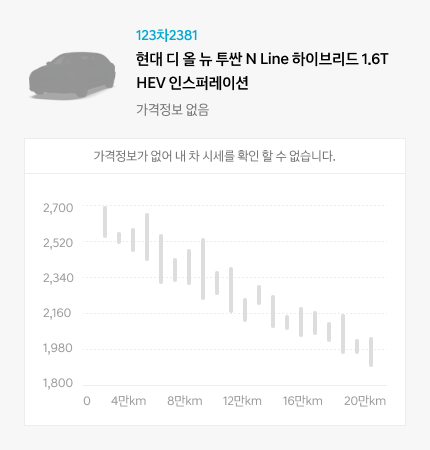 123차2381
현대 디 올 뉴 투싼 N Line 하이브리드 1.6T
HEV 인스퍼레이션
가격정보 없음
가격정보가 없어 내 차 시세를 확인 할 수 없습니다.
2,700
2,520
2,340
2,160
1,980
1,800
0 4만km 8만km 12만km 16만km 20만km